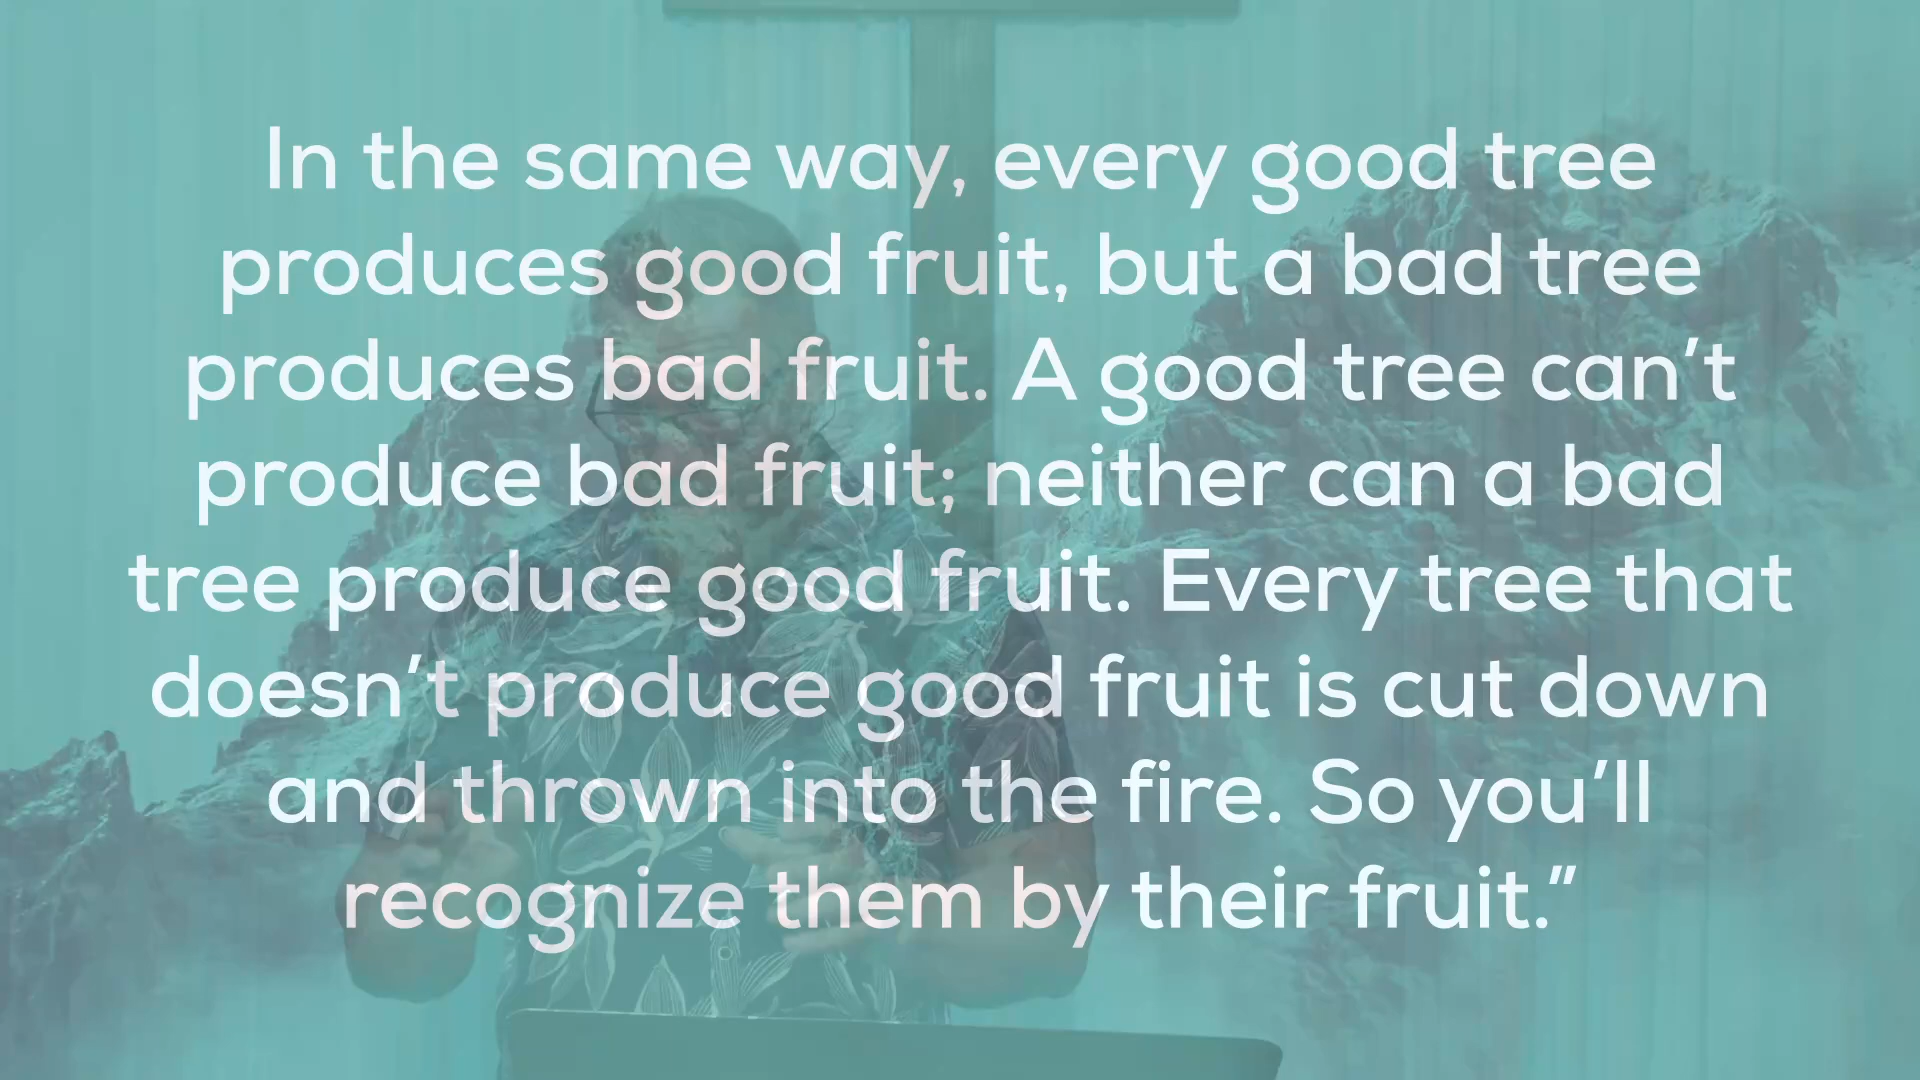 In the same way, every good tree
produces good fruit, but a bad tree
produces bad fruit. A good tree can’t
produce bad fruit; neither can a bad
tree produce good fruit. Every tree that
doesn’t produce good fruit is cut down
and thrown into the fire. So you’ll
recognize them by their fruit.”